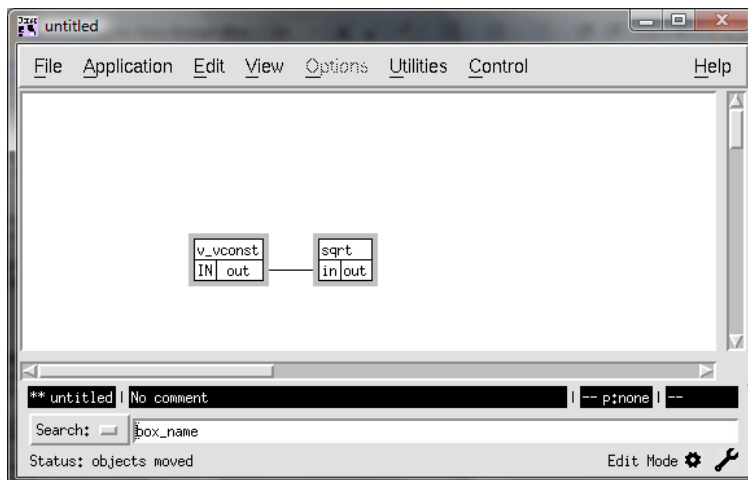 untitled
File Application Edit View Options Utilities Control Help
v_vconst sqrt
IN out in out
** untitled | No comment | -- p:none | --
Search: box_name
Status: objects moved Edit Mode